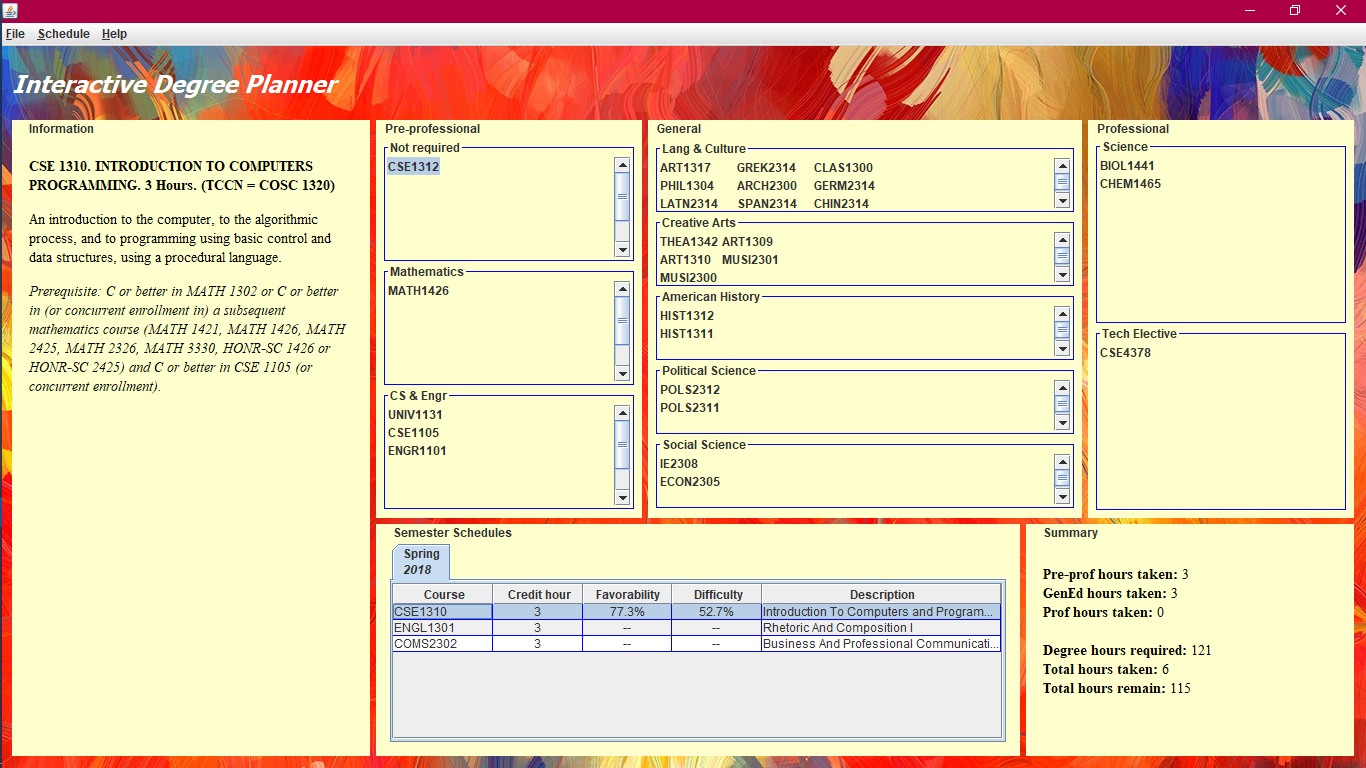 File Schedule Help
Interactive Degree Planner
Information
CSE 1310. INTRODUCTION TO COMPUTERS
PROGRAMMING. 3 Hours. (TCCN = COSC 1320)
An introduction to the computer, to the algorithmic
process, and to programming using basic control and
data structures, using a procedural language.
Prerequisite: C or better in MATH 1302 or C or better
in (or concurrent enrollment in) a subsequent
mathematics course (MATH 1421, MATH 1426, MATH
2425, MATH 2326, MATH 3330, HONR-SC 1426 or
HONR-SC 2425) and C or better in CSE 1105 (or
concurrent enrollment).
Pre-professional
Not required
CSE1312
Mathematics
MATH1426
CS & Engr
UNIV1131
CSE1105
ENGR1101
General
Lang & Culture
ART1317 GREK2314 CLAS1300
PHIL1304 ARCH2300 GERM2314
LATN2314 SPAN2314 CHIN2314
Creative Arts
THEA1342 ART1309
ART1310 MUSI2301
MUSI2300
American History
HIST1312
HIST1311
Political Science
POLS2312
POLS2311
Social Science
IE2308
ECON2305
Professional
Science
BIOL1441
CHEM1465
Tech Elective
CSE4378
Semester Schedules
Spring
2018
Course Credit hour Favorability Difficulty Description
CSE1310 3 77.3% 52.7% Introduction To Computers and Program...
ENGL1301 3 -- -- Rhetoric And Composition I
COMS2302 3 -- -- Business And Professional Communicati...
Summary
Pre-prof hours taken: 3
GenEd hours taken: 3
Prof hours taken: 0
Degree hours required: 121
Total hours taken: 6
Total hours remain: 115